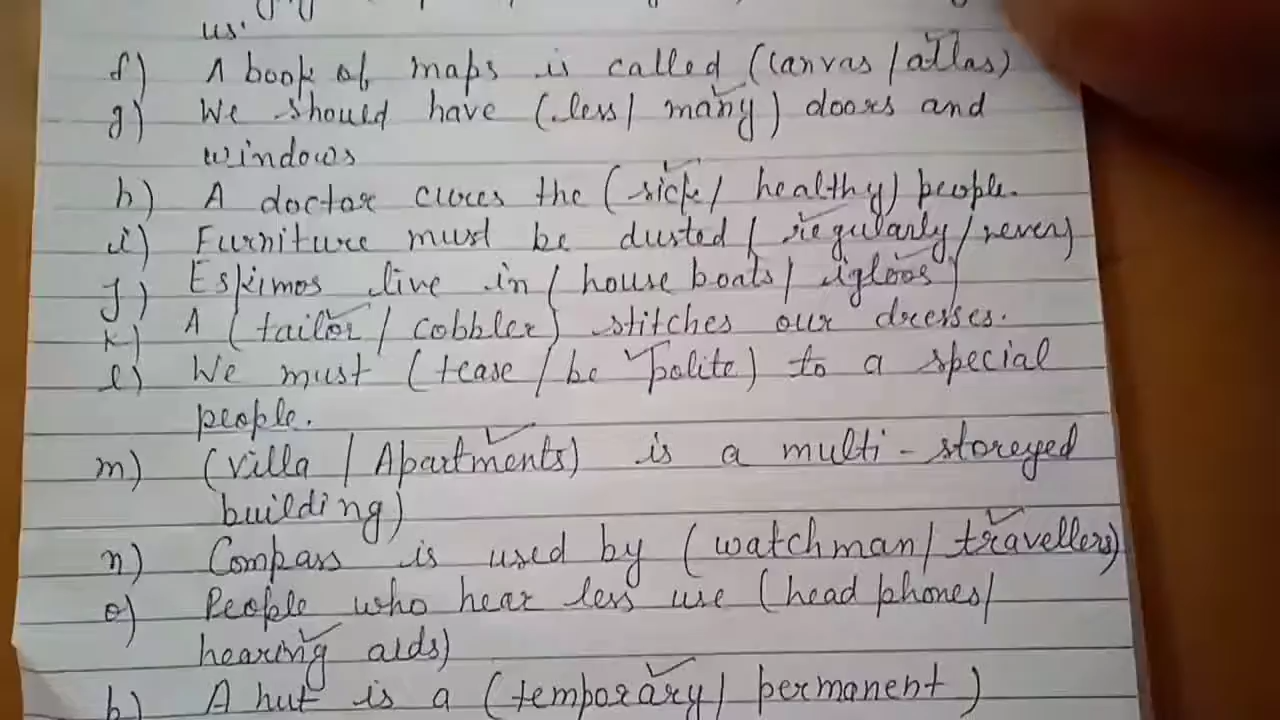 us.
f) A book of maps is called (canvas / atlas)
g) We should have (less / many) doors and
windows
h) A doctor cures the (sick / healthy) people.
i) Furniture must be dusted / regularly / never)
j) Eskimos live in / house boats / igloos)
k) A (tailor / cobbler) stitches our dresses.
l) We must (tease / be polite) to a special
people.
m) (Villa / Apartments) is a multi-storeyed
building)
n) Compass is used by (watchman / travellers)
o) People who hear less use (head phones /
hearing aids)
p) A hut is a (temporary / permanent)